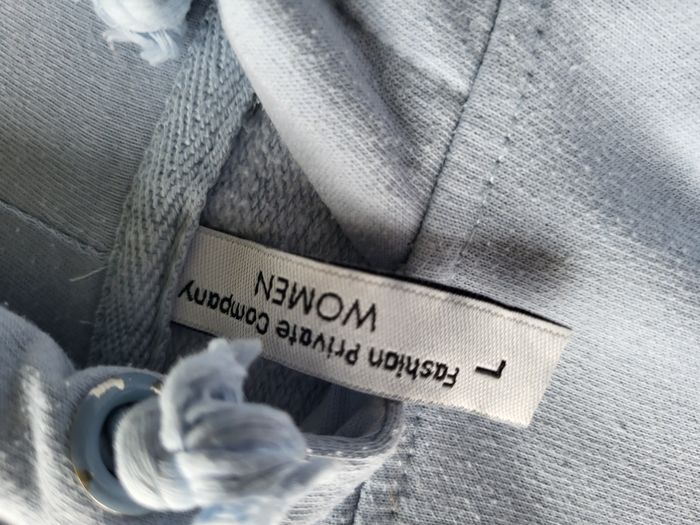 L
Fashion Private Company
WOMEN